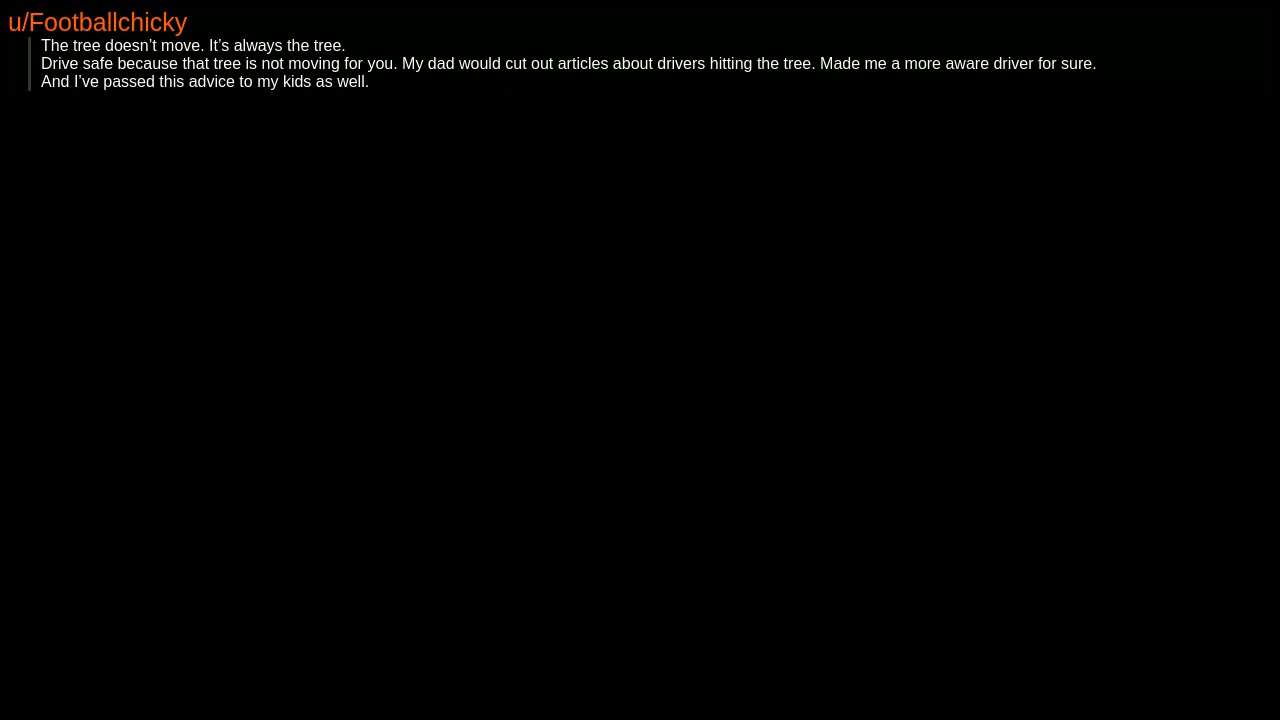 u/Footballchicky
The tree doesn’t move. It’s always the tree.
Drive safe because that tree is not moving for you. My dad would cut out articles about drivers hitting the tree. Made me a more aware driver for sure.
And I’ve passed this advice to my kids as well.